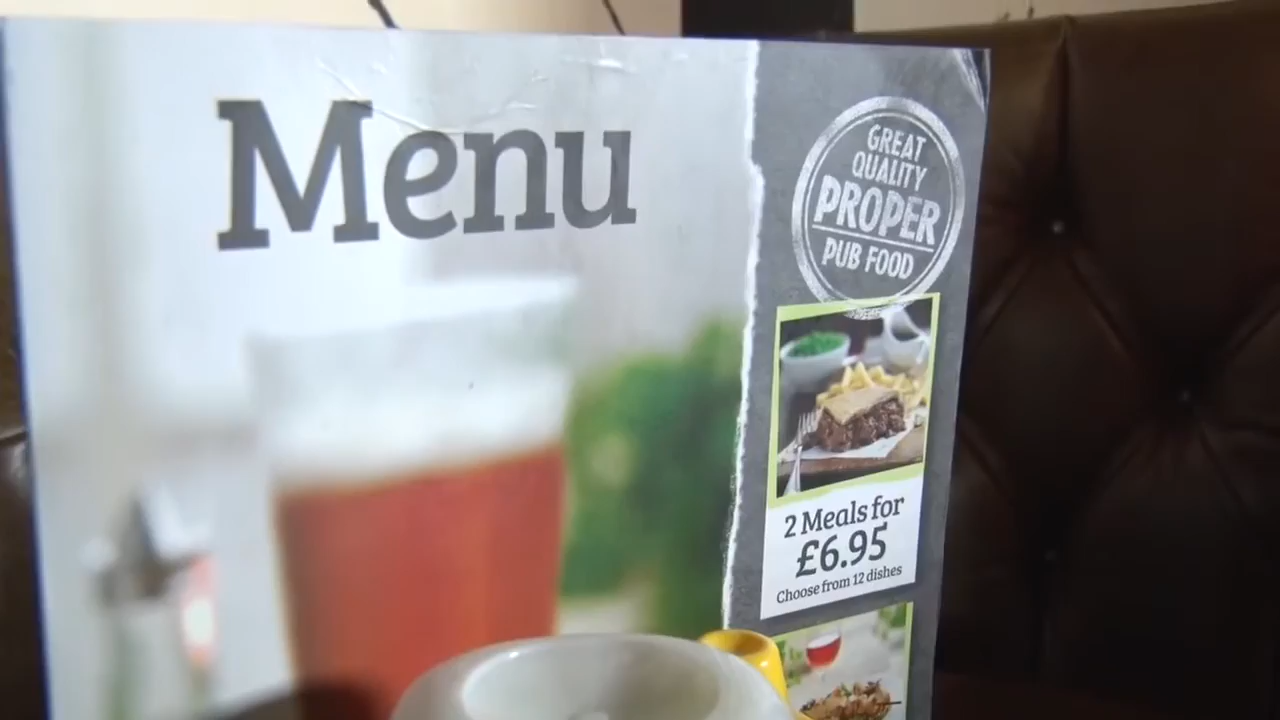 Menu
GREAT
QUALITY
PROPER
PUB FOOD
2 Meals for
£6.95
Choose from 12 dishes